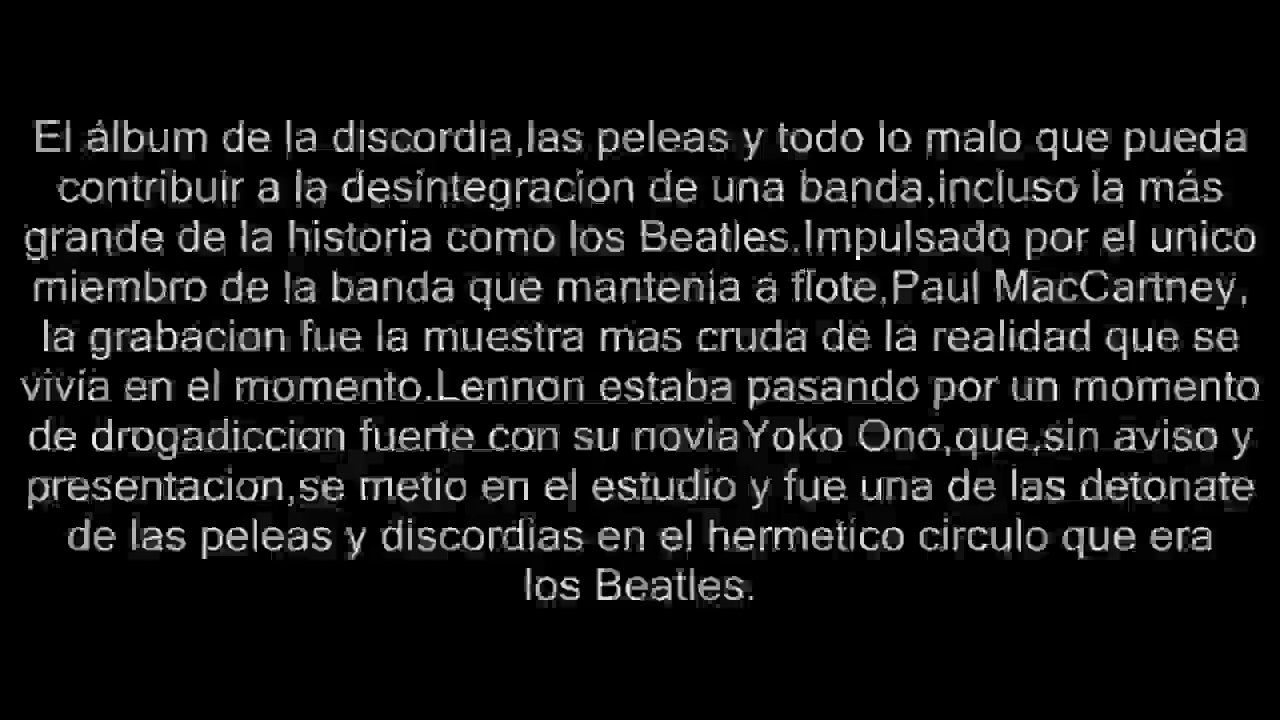 El álbum de la discordia,las peleas y todo lo malo que pueda
contribuir a la desintegracion de una banda,incluso la más
grande de la historia como los Beatles.Impulsado por el unico
miembro de la banda que mantenia a flote,Paul MacCartney,
la grabacion fue la muestra mas cruda de la realidad que se
vivía en el momento.Lennon estaba pasando por un momento
de drogadiccion fuerte con su noviaYoko Ono,que,sin aviso y
presentacion,se metio en el estudio y fue una de las detonate
de las peleas y discordias en el hermetico circulo que era
los Beatles.